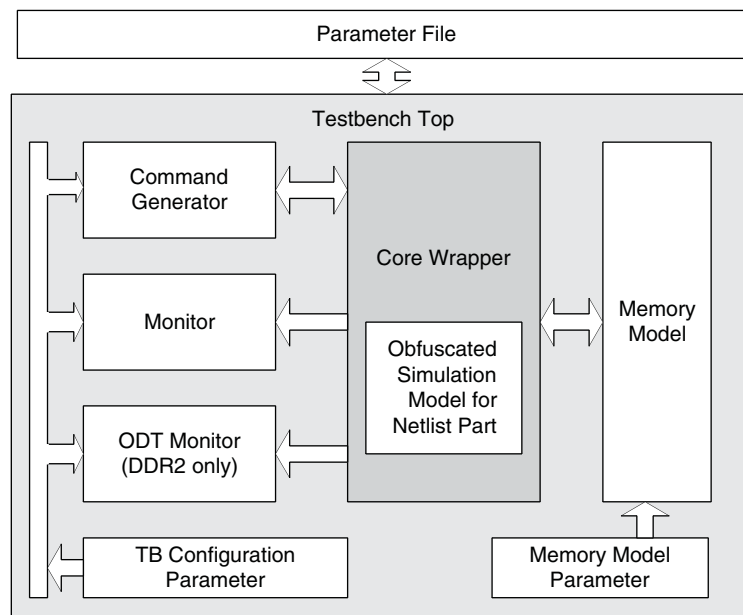 Parameter File
Testbench Top
Command
Generator
Core Wrapper
Monitor
Memory
Model
Obfuscated
Simulation
Model for
Netlist Part
ODT Monitor
(DDR2 only)
TB Configuration
Parameter
Memory Model
Parameter